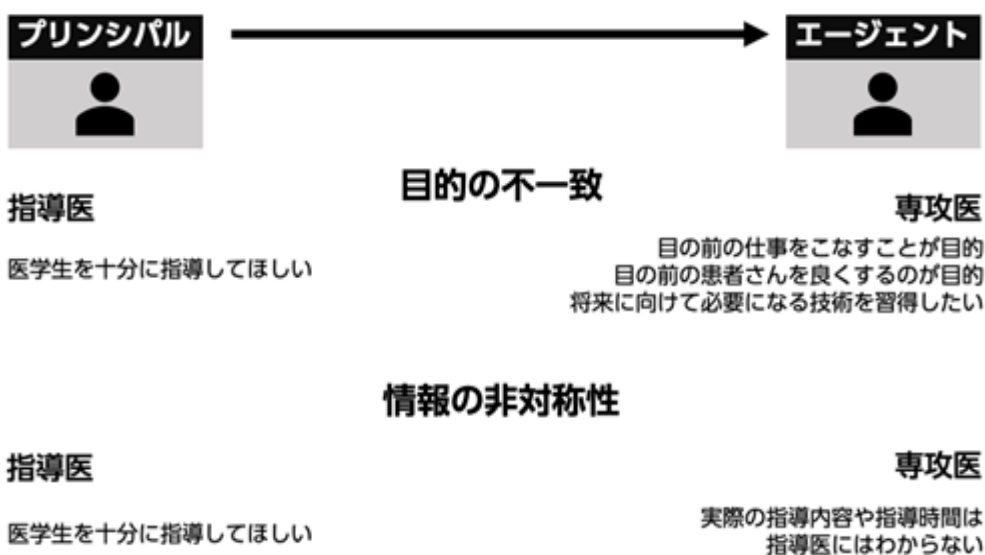 プリンシパル
エージェント
目的の不一致
指導医
専攻医
医学生を十分に指導してほしい
目の前の仕事をこなすことが目的
目の前の患者さんを良くするのが目的
将来に向けて必要になる技術を習得したい
情報の非対称性
指導医
専攻医
医学生を十分に指導してほしい
実際の指導内容や指導時間は
指導医にはわからない